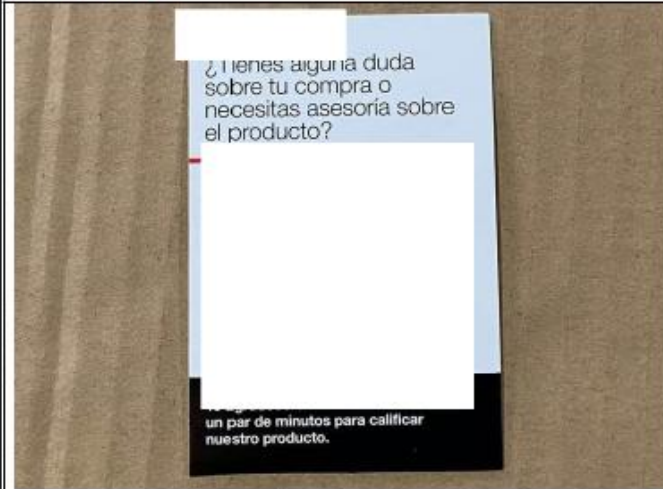 ¿Tienes alguna duda
sobre tu compra o
necesitas asesoría sobre
el producto?
un par de minutos para calificar
nuestro producto.